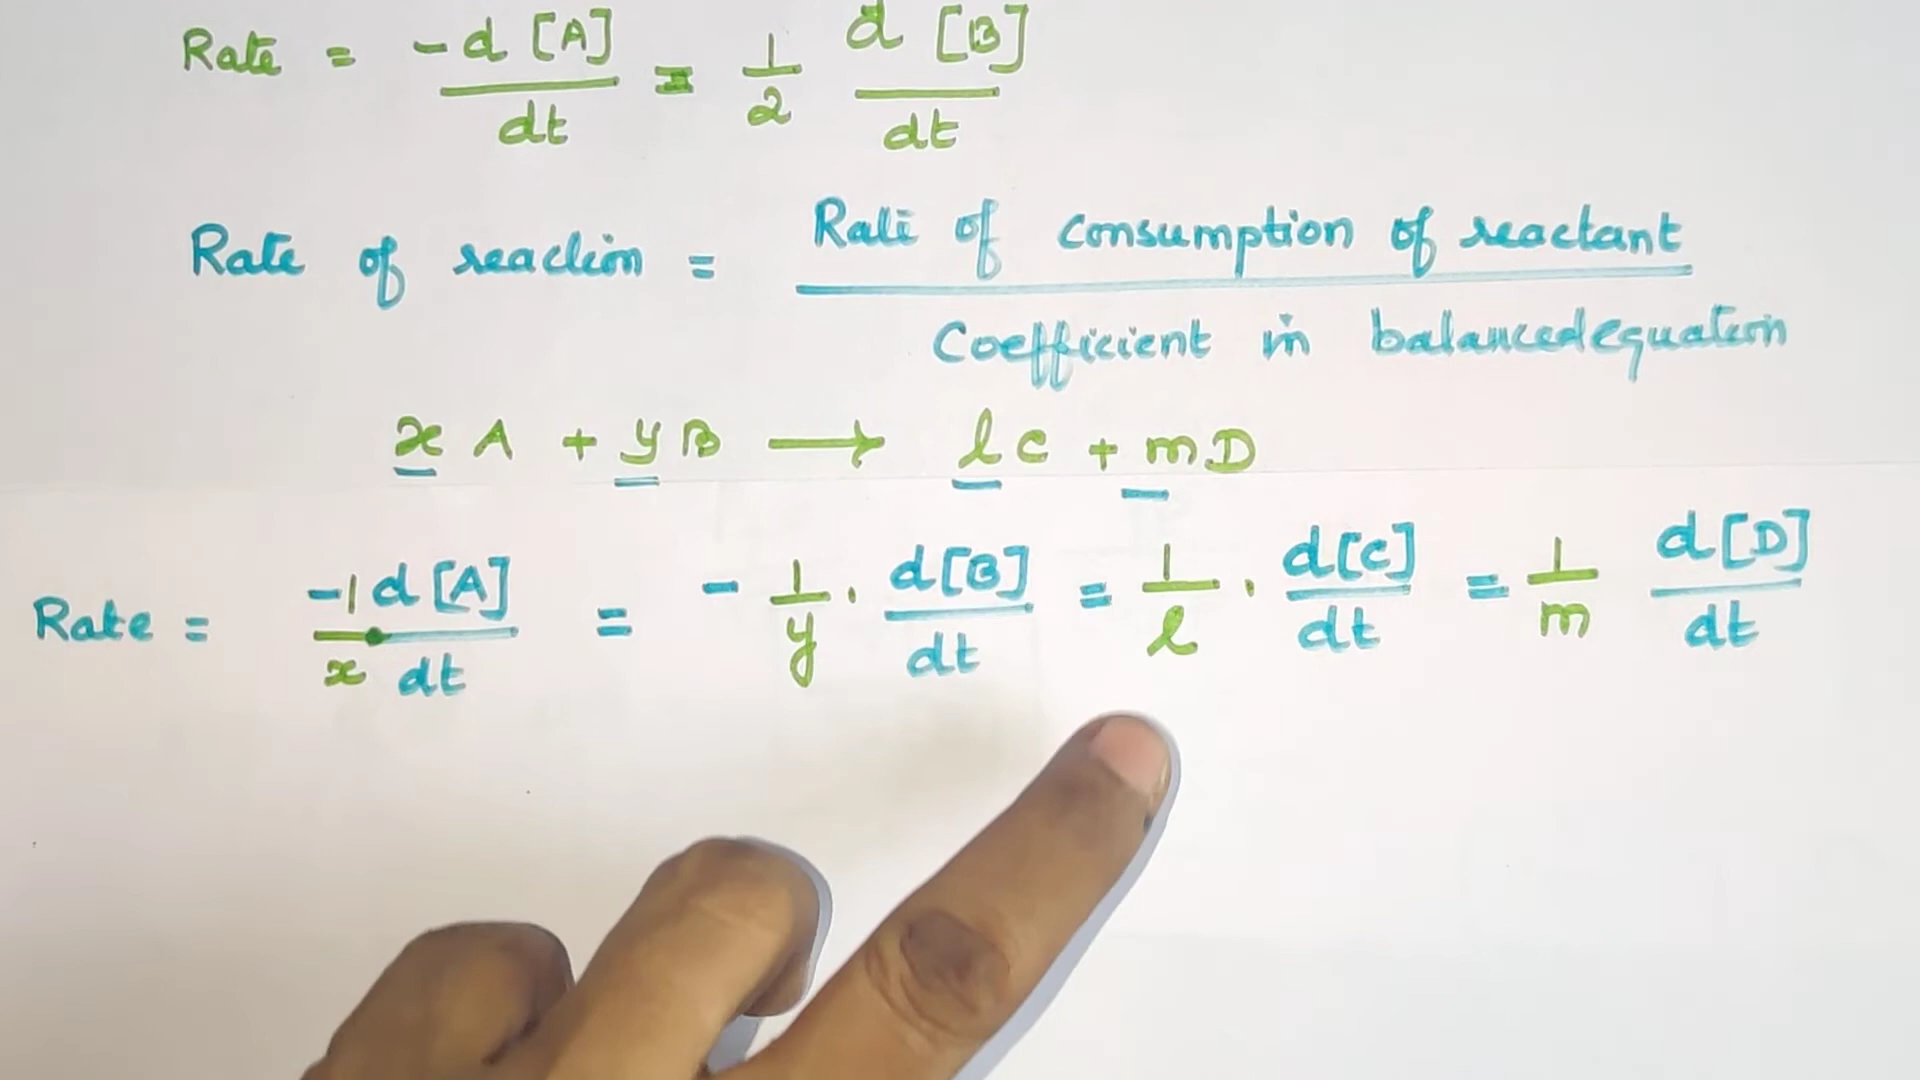 Rate = -d [A] / dt = 1/2 d [B] / dt
Rate of reaction = Rate of consumption of reactant / Coefficient in balanced equation
x A + y B → l C + m D
Rate = -1/x d[A]/dt = - 1/y . d[B]/dt = 1/l . d[C]/dt = 1/m d[D]/dt